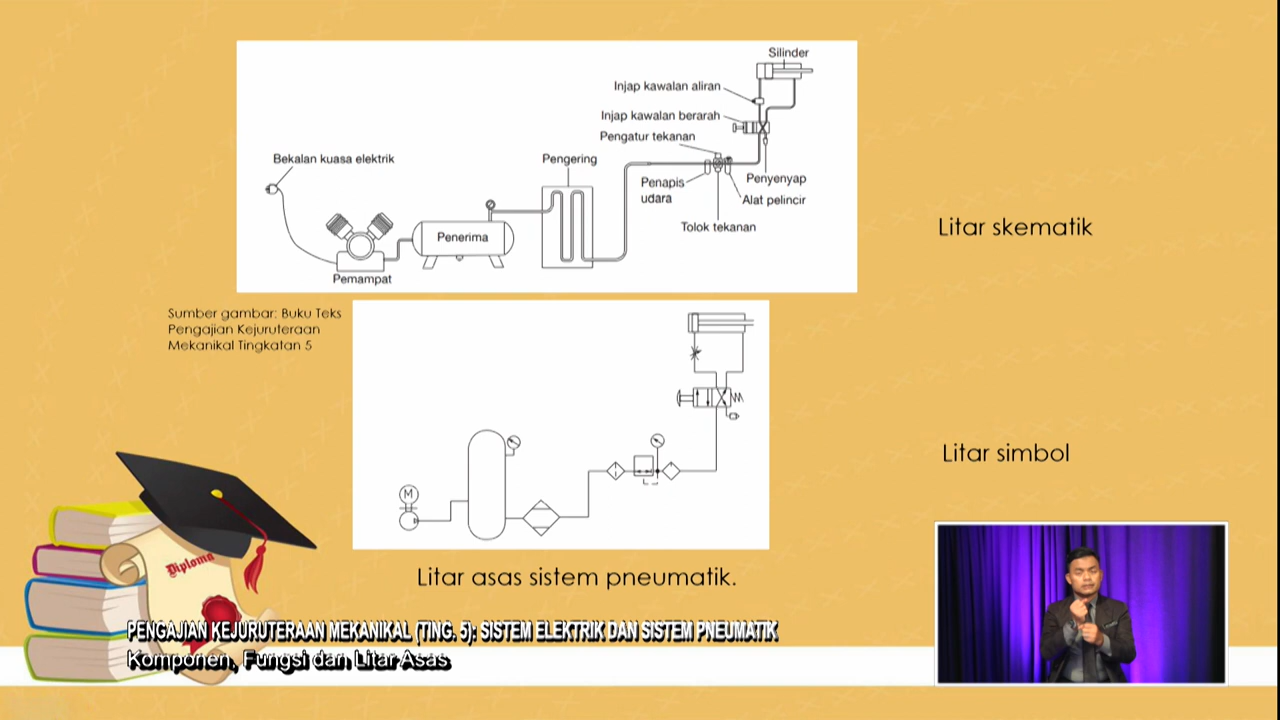 Silinder
Injap kawalan aliran
Injap kawalan berarah
Pengatur tekanan
Bekalan kuasa elektrik
Pengering
Penapis
udara
Penyenyap
Alat pelincir
Tolok tekanan
Penerima
Pemampat
Litar skematik
Sumber gambar: Buku Teks
Pengajian Kejuruteraan
Mekanikal Tingkatan 5
M
Litar simbol
Litar asas sistem pneumatik.
Diploma
PENGAJIAN KEJURUTERAAN MEKANIKAL (TING. 5): SISTEM ELEKTRIK DAN SISTEM PNEUMATIK
Komponen, Fungsi dan Litar Asas